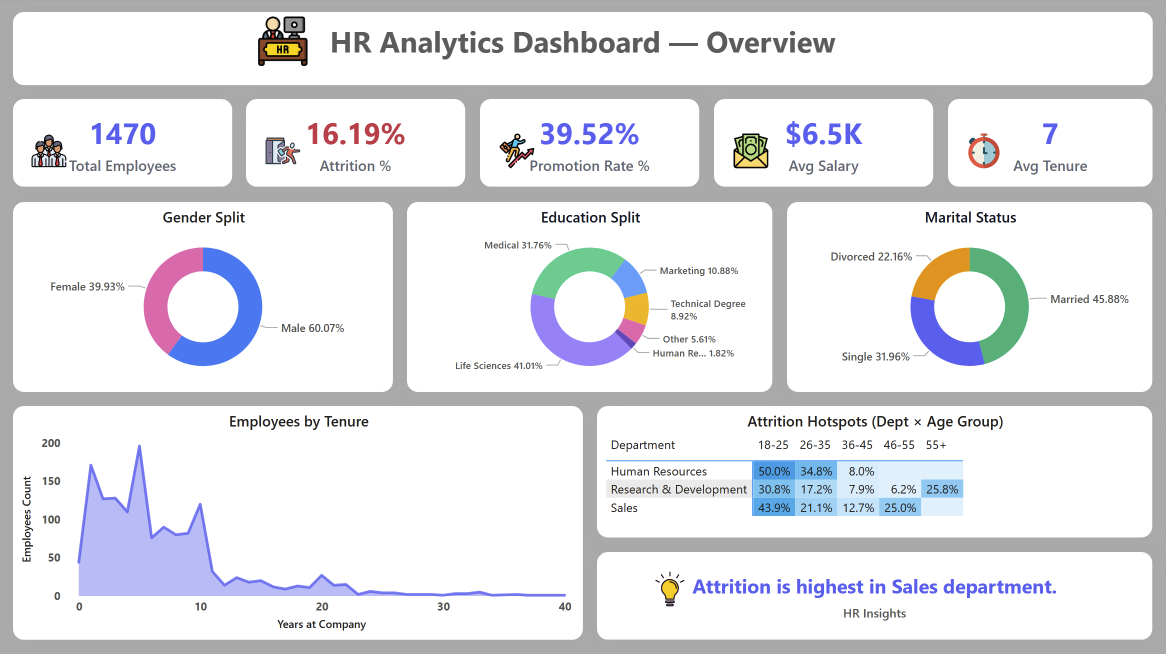 HR
HR Analytics Dashboard — Overview
1470
Total Employees
16.19%
Attrition %
39.52%
Promotion Rate %
$6.5K
Avg Salary
7
Avg Tenure
Gender Split
Female 39.93%
Male 60.07%
Education Split
Medical 31.76%
Marketing 10.88%
Technical Degree
8.92%
Other 5.61%
Human Re... 1.82%
Life Sciences 41.01%
Marital Status
Divorced 22.16%
Married 45.88%
Single 31.96%
Employees by Tenure
Employees Count
200
150
100
50
0
0 10 20 30 40
Years at Company
Attrition Hotspots (Dept × Age Group)
Department 18-25 26-35 36-45 46-55 55+
Human Resources 50.0% 34.8% 8.0%
Research & Development 30.8% 17.2% 7.9% 6.2% 25.8%
Sales 43.9% 21.1% 12.7% 25.0%
Attrition is highest in Sales department.
HR Insights